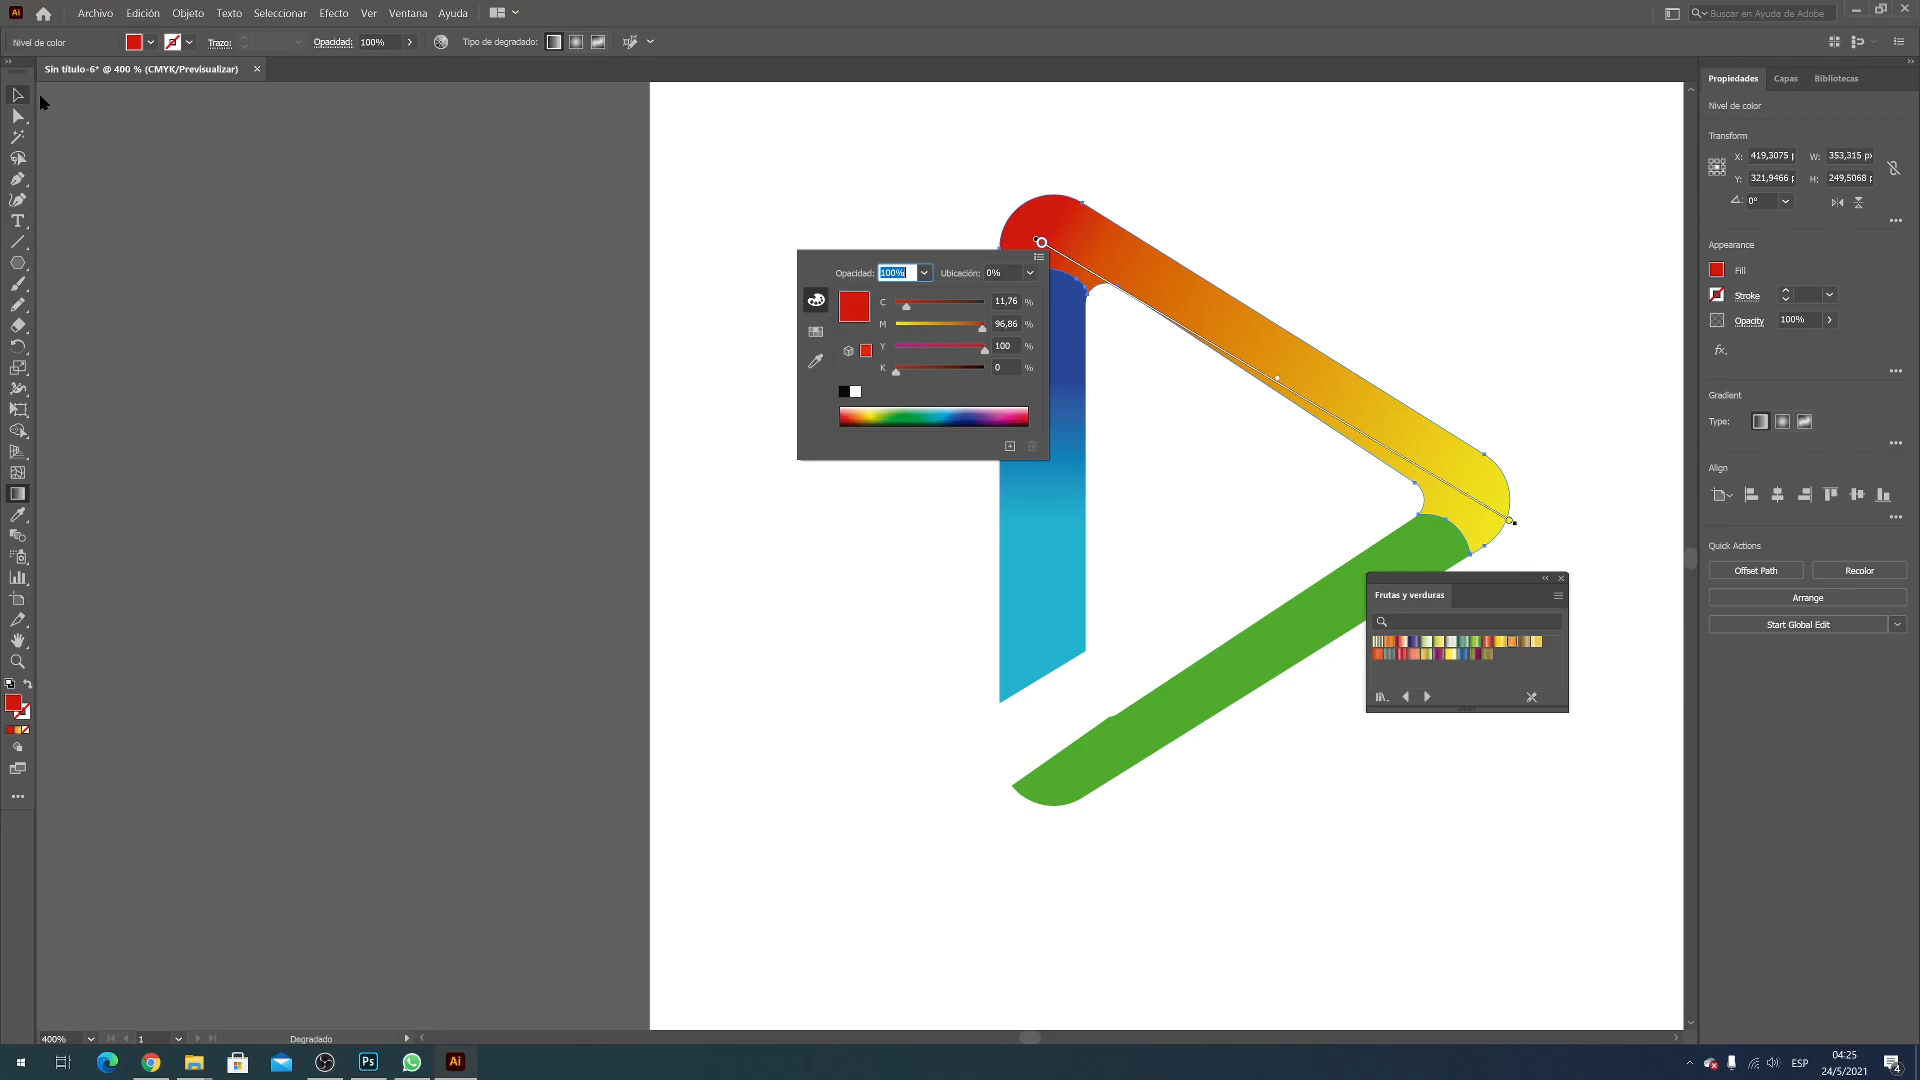 Ai Archivo Edición Objeto Texto Seleccionar Efecto Ver Ventana Ayuda Buscar en Ayuda de Adobe
Nivel de color Trazo: Opacidad: 100% Tipo de degradado:
Sin título-6* @ 400 % (CMYK/Previsualizar)
Propiedades Capas Bibliotecas
Nivel de color
Transform
X: 419,3075 W: 353,315 px
Y: 321,9466 H: 249,5068
0°
Appearance
Fill
Stroke
Opacity 100%
fx.
Gradient
Type:
Align
Quick Actions
Offset Path Recolor
Arrange
Start Global Edit
Opacidad: 100% Ubicación: 0%
C 11,76 %
M 96,86 %
Y 100 %
K 0 %
Frutas y verduras
400% 1 Degradado
Ps Ai ESP 04:25
24/5/2021 4